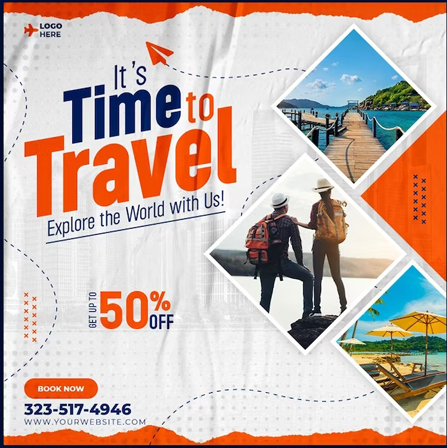 LOGO
HERE
It's
Time to
Travel
Explore the World with Us!
GET UP TO
50%
OFF
BOOK NOW
323-517-4946
WWW.YOURWEBSITE.COM